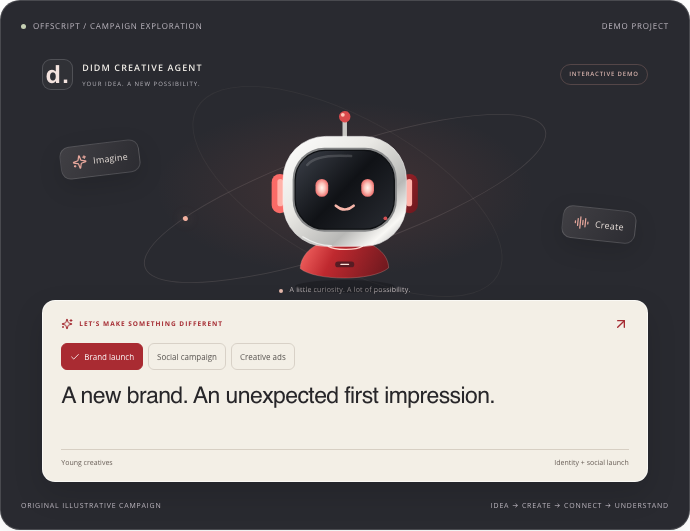 OFFSCRIPT / CAMPAIGN EXPLORATION
DEMO PROJECT
d.
DIDM CREATIVE AGENT
YOUR IDEA. A NEW POSSIBILITY.
INTERACTIVE DEMO
Imagine
Create
A little curiosity. A lot of possibility.
LET'S MAKE SOMETHING DIFFERENT
Brand launch
Social campaign
Creative ads
A new brand. An unexpected first impression.
Young creatives
Identity + social launch
ORIGINAL ILLUSTRATIVE CAMPAIGN
IDEA → CREATE → CONNECT → UNDERSTAND